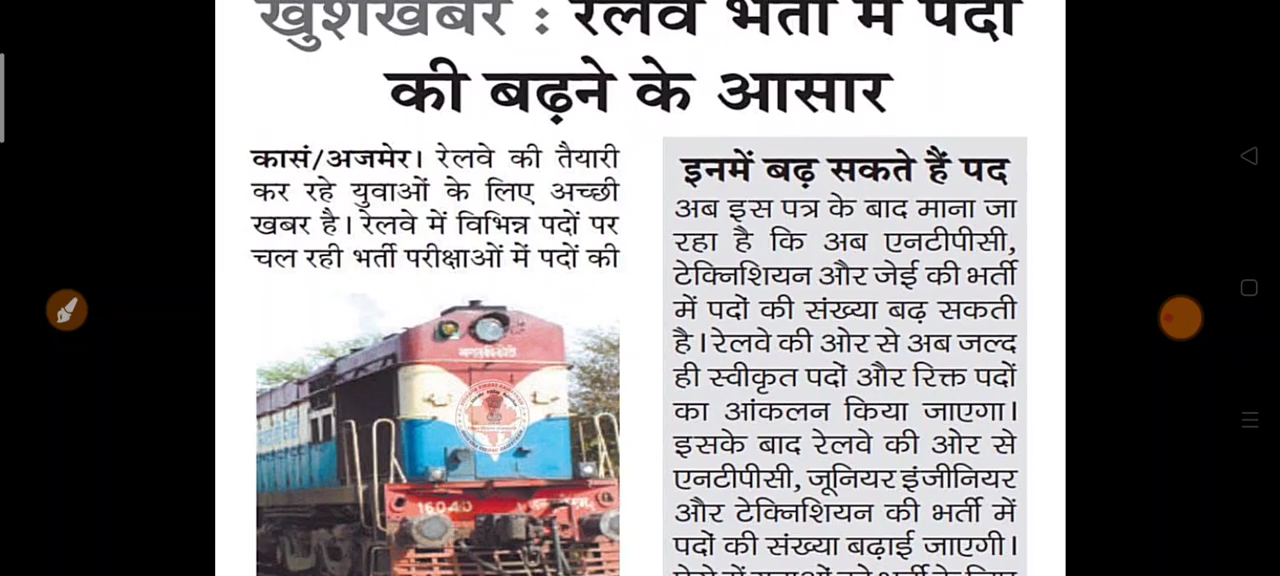 खुशखबर : रेलवे भर्ती में पदों
की बढ़ने के आसार
कासं/अजमेर। रेलवे की तैयारी
कर रहे युवाओं के लिए अच्छी
खबर है। रेलवे में विभिन्न पदों पर
चल रही भर्ती परीक्षाओं में पदों की
16040
इनमें बढ़ सकते हैं पद
अब इस पत्र के बाद माना जा
रहा है कि अब एनटीपीसी,
टेक्निशियन और जेई की भर्ती
में पदों की संख्या बढ़ सकती
है। रेलवे की ओर से अब जल्द
ही स्वीकृत पदों और रिक्त पदों
का आंकलन किया जाएगा।
इसके बाद रेलवे की ओर से
एनटीपीसी, जूनियर इंजीनियर
और टेक्निशियन की भर्ती में
पदों की संख्या बढ़ाई जाएगी।